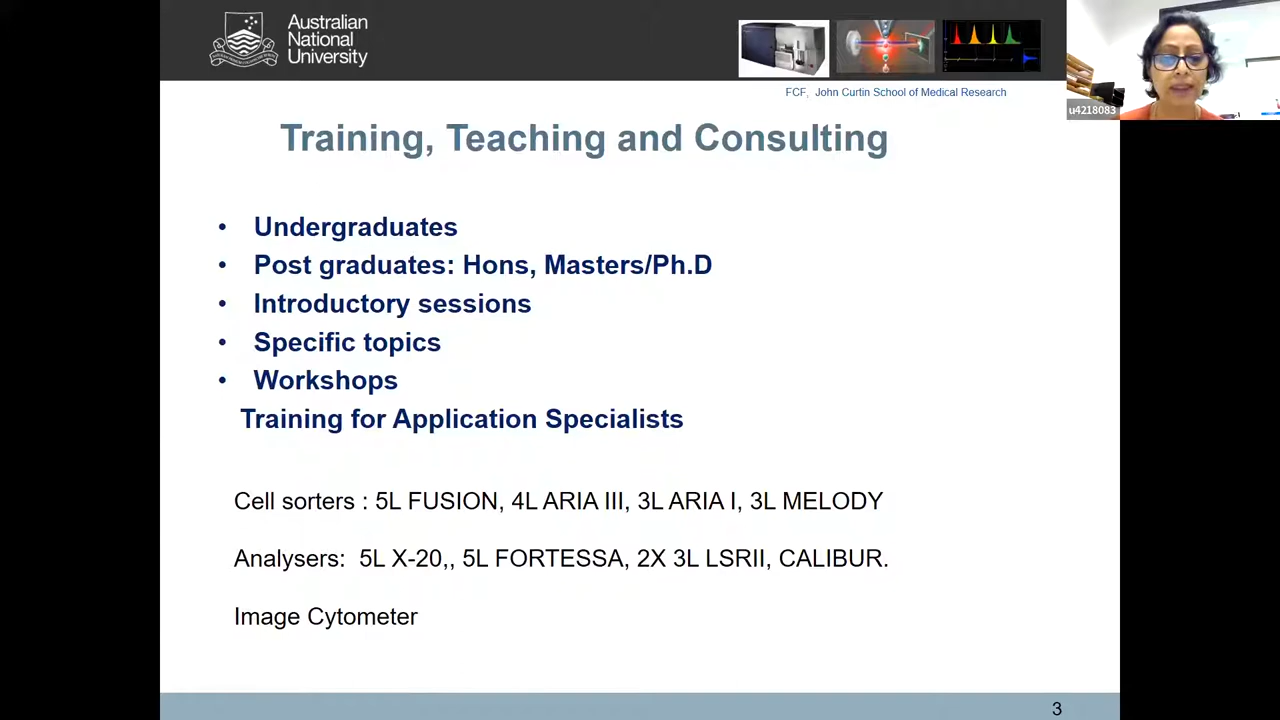 Australian
National
University
FCF, John Curtin School of Medical Research
u4218083
Training, Teaching and Consulting
• Undergraduates
• Post graduates: Hons, Masters/Ph.D
• Introductory sessions
• Specific topics
• Workshops
Training for Application Specialists
Cell sorters : 5L FUSION, 4L ARIA III, 3L ARIA I, 3L MELODY
Analysers: 5L X-20,, 5L FORTESSA, 2X 3L LSRII, CALIBUR.
Image Cytometer
3